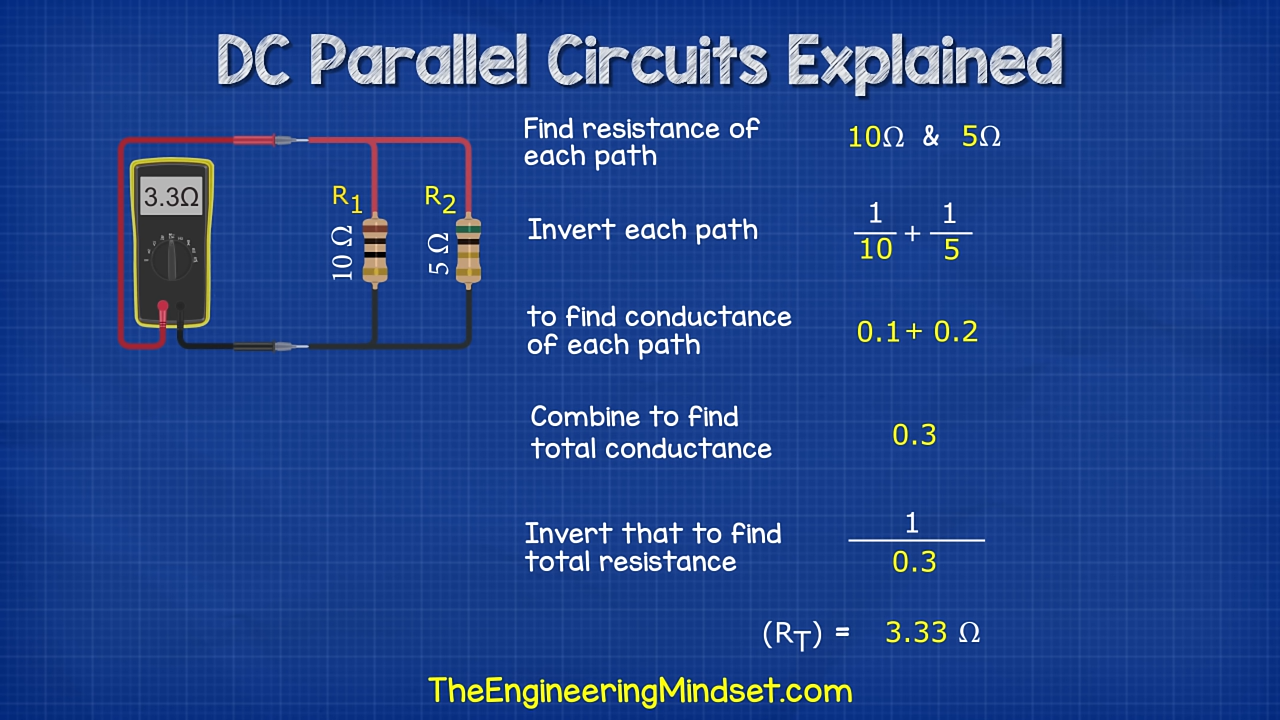 DC Parallel Circuits Explained
Find resistance of
each path
10Ω & 5Ω
3.3Ω
R1
10 Ω
R2
5 Ω
Invert each path
1/10 + 1/5
to find conductance
of each path
0.1 + 0.2
Combine to find
total conductance
0.3
Invert that to find
total resistance
1/0.3
(RT) = 3.33 Ω
TheEngineeringMindset.com